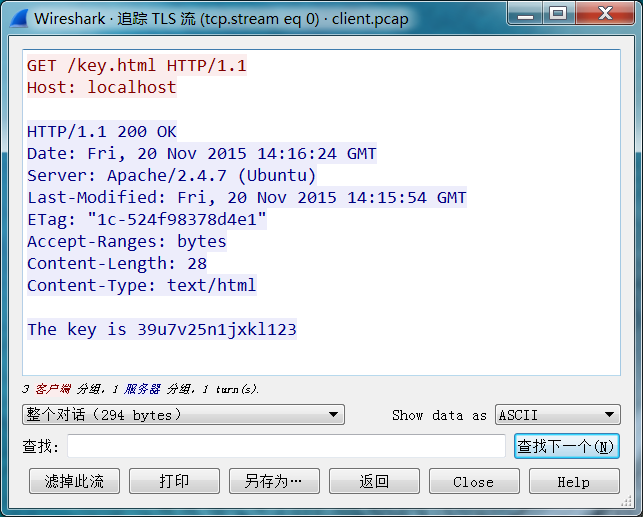 Wireshark · 追踪 TLS 流 (tcp.stream eq 0) · client.pcap
GET /key.html HTTP/1.1
Host: localhost
HTTP/1.1 200 OK
Date: Fri, 20 Nov 2015 14:16:24 GMT
Server: Apache/2.4.7 (Ubuntu)
Last-Modified: Fri, 20 Nov 2015 14:15:54 GMT
ETag: "1c-524f98378d4e1"
Accept-Ranges: bytes
Content-Length: 28
Content-Type: text/html
The key is 39u7v25n1jxkl123
3 客户端 分组，1 服务器 分组，1 turn(s).
整个对话（294 bytes） Show data as ASCII
查找: 查找下一个(N)
滤掉此流 打印 另存为… 返回 Close Help